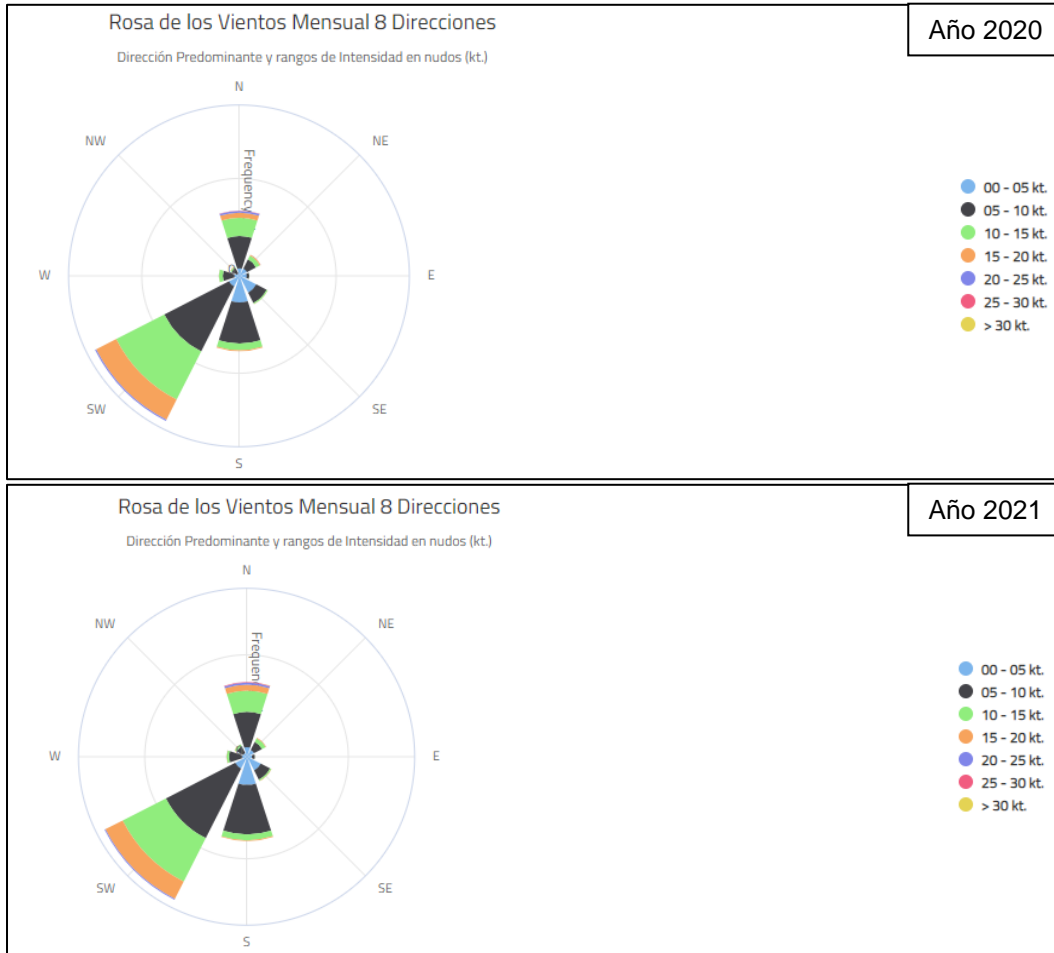 Rosa de los Vientos Mensual 8 Direcciones
Año 2020
Dirección Predominante y rangos de Intensidad en nudos (kt.)
N
NW
NE
Frequency
W
E
SW
SE
S
00 - 05 kt.
05 - 10 kt.
10 - 15 kt.
15 - 20 kt.
20 - 25 kt.
25 - 30 kt.
> 30 kt.
Rosa de los Vientos Mensual 8 Direcciones
Año 2021
Dirección Predominante y rangos de Intensidad en nudos (kt.)
N
NW
NE
Frequen
W
E
SW
SE
S
00 - 05 kt.
05 - 10 kt.
10 - 15 kt.
15 - 20 kt.
20 - 25 kt.
25 - 30 kt.
> 30 kt.